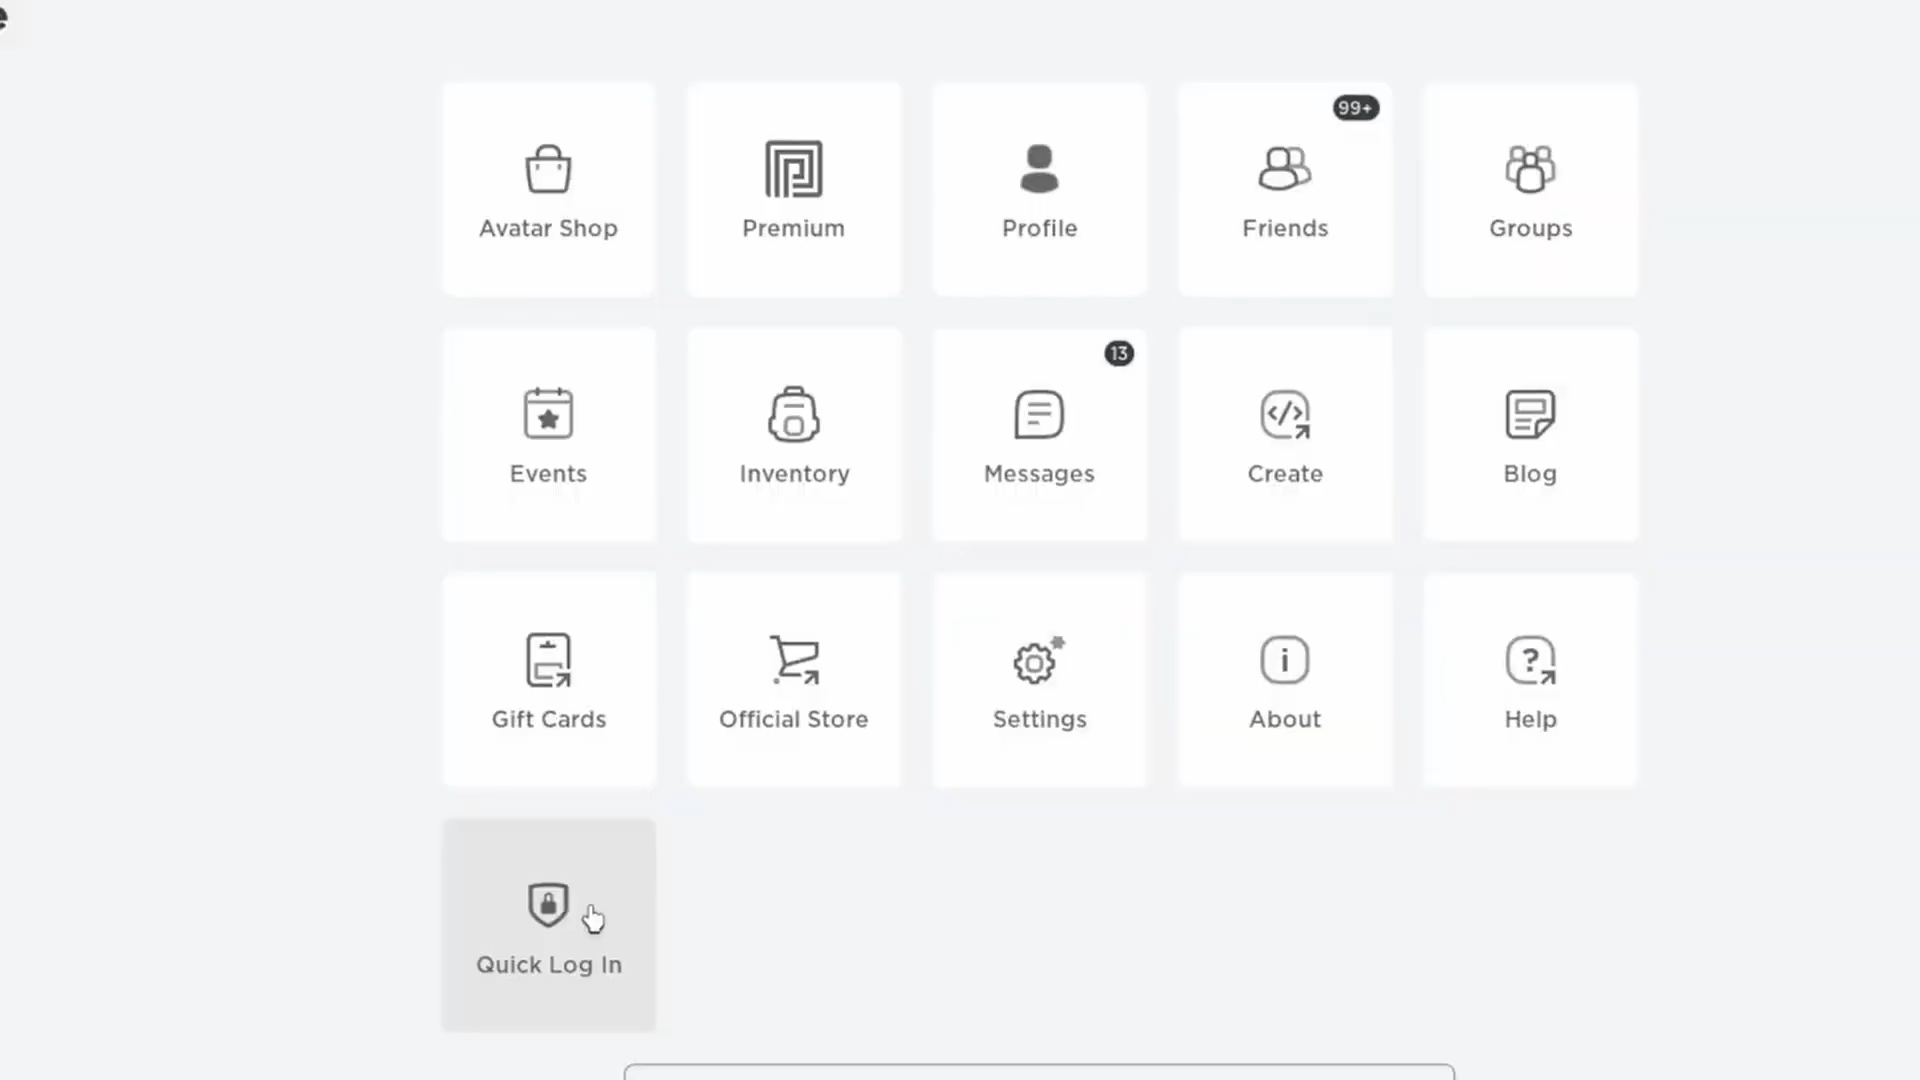 e
99+
Avatar Shop
Premium
Profile
Friends
Groups
13
Events
Inventory
Messages
Create
Blog
Gift Cards
Official Store
Settings
About
Help
Quick Log In